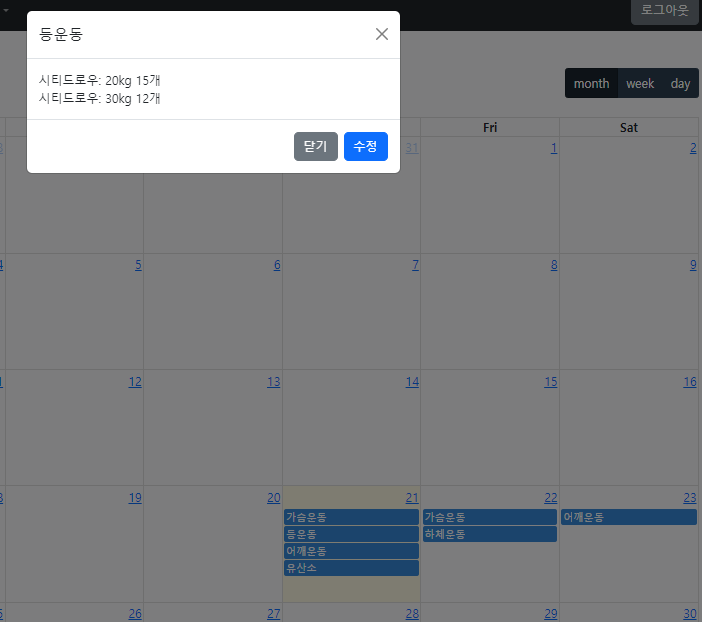 로그아웃
등운동
시티드로우: 20kg 15개
시티드로우: 30kg 12개
닫기 수정
month week day
Fri Sat
31 1 2
5 6 7 8 9
12 13 14 15 16
19 20 21 22 23
가슴운동 가슴운동 어깨운동
등운동 하체운동
어깨운동
유산소
26 27 28 29 30